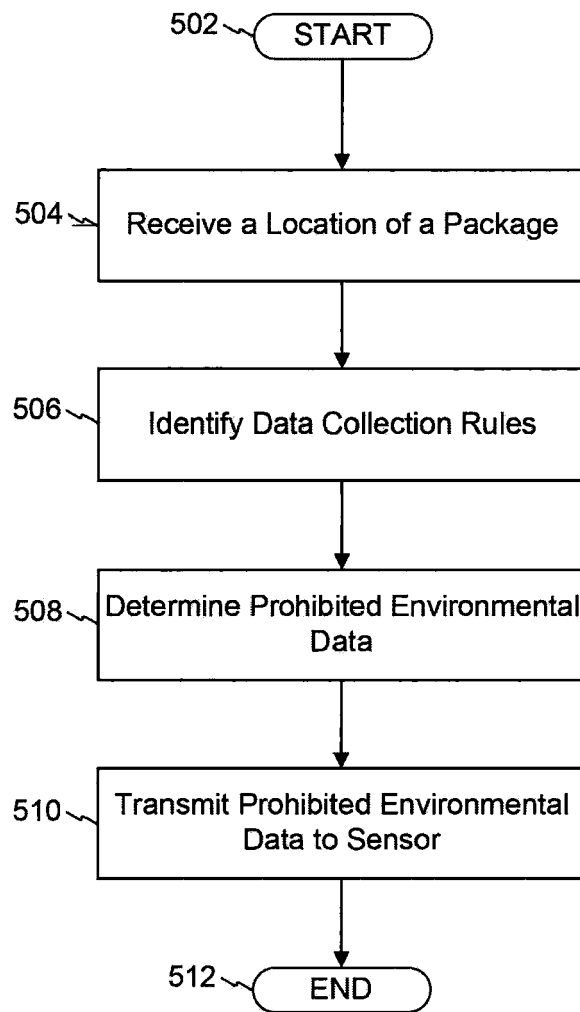 502
START
504
Receive a Location of a Package
506
Identify Data Collection Rules
508
Determine Prohibited Environmental
Data
510
Transmit Prohibited Environmental
Data to Sensor
512
END